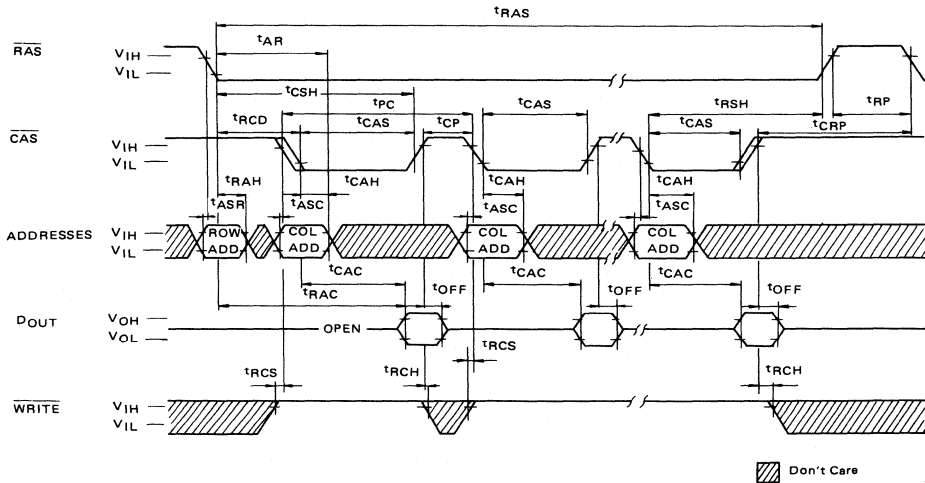 tRAS
tAR
RAS
VIH
VIL
tCSH
tPC
tCAS
tRSH
tRP
tRCD
tCAS
tCP
tCAS
tCRP
CAS
VIH
VIL
tRAH
tCAH
tCAH
tCAH
tASR
tASC
tASC
tASC
ADDRESSES
VIH
VIL
ROW ADD
COL ADD
COL ADD
COL ADD
tCAC
tCAC
tCAC
tRAC
tOFF
tOFF
tOFF
DOUT
VOH
VOL
OPEN
tRCS
tRCS
tRCH
tRCH
WRITE
VIH
VIL
Don't Care